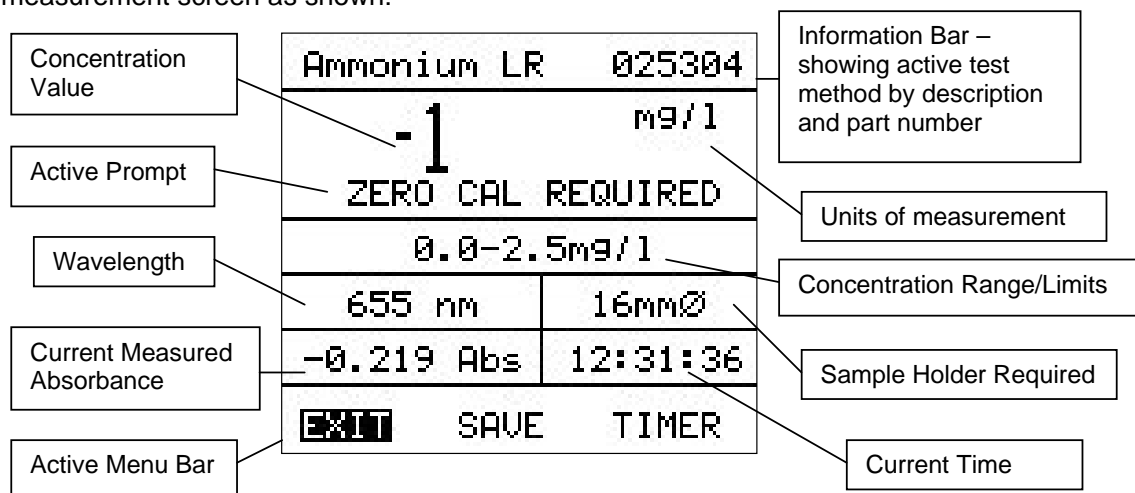 measurement screen as shown.
Concentration
Value
Active Prompt
Wavelength
Current Measured
Absorbance
Active Menu Bar
Ammonium LR 025304
-1 mg/l
ZERO CAL REQUIRED
0.0-2.5mg/l
655 nm 16mmØ
-0.219 Abs 12:31:36
EXIT SAVE TIMER
Information Bar –
showing active test
method by description
and part number
Units of measurement
Concentration Range/Limits
Sample Holder Required
Current Time